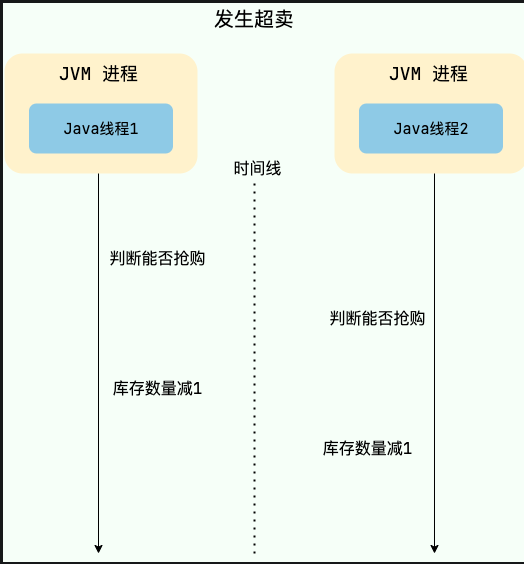 发生超卖
JVM 进程
JVM 进程
Java线程1
Java线程2
时间线
判断能否抢购
判断能否抢购
库存数量减1
库存数量减1